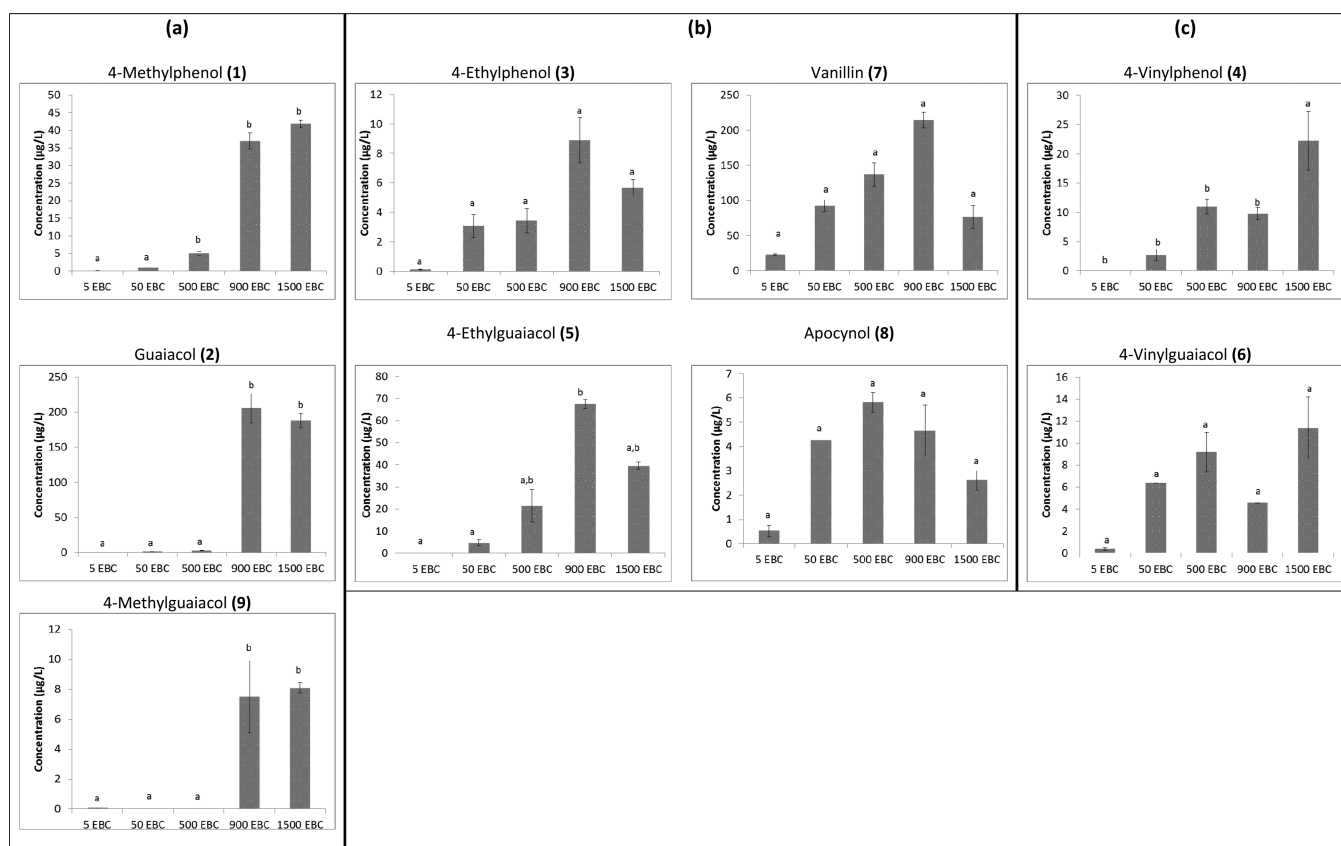 (a)
4-Methylphenol (1)
Concentration (µg/L)
50
45
40
35
30
25
20
15
10
5
0
a
a
b
b
b
5 EBC 50 EBC 500 EBC 900 EBC 1500 EBC
Guaiacol (2)
Concentration (µg/L)
250
200
150
100
50
0
a
a
a
b
b
5 EBC 50 EBC 500 EBC 900 EBC 1500 EBC
4-Methylguaiacol (9)
Concentration (µg/L)
12
10
8
6
4
2
0
a
a
a
b
b
5 EBC 50 EBC 500 EBC 900 EBC 1500 EBC
(b)
4-Ethylphenol (3)
Concentration (µg/L)
12
10
8
6
4
2
0
a
a
a
a
a
5 EBC 50 EBC 500 EBC 900 EBC 1500 EBC
Vanillin (7)
Concentration (µg/L)
250
200
150
100
50
0
a
a
a
a
a
5 EBC 50 EBC 500 EBC 900 EBC 1500 EBC
4-Ethylguaiacol (5)
Concentration (µg/L)
80
70
60
50
40
30
20
10
0
a
a
a,b
b
a,b
5 EBC 50 EBC 500 EBC 900 EBC 1500 EBC
Apocynol (8)
Concentration (µg/L)
7
6
5
4
3
2
1
0
a
a
a
a
a
5 EBC 50 EBC 500 EBC 900 EBC 1500 EBC
(c)
4-Vinylphenol (4)
Concentration (µg/L)
30
25
20
15
10
5
0
b
b
b
b
a
5 EBC 50 EBC 500 EBC 900 EBC 1500 EBC
4-Vinylguaiacol (6)
Concentration (µg/L)
16
14
12
10
8
6
4
2
0
a
a
a
a
a
5 EBC 50 EBC 500 EBC 900 EBC 1500 EBC